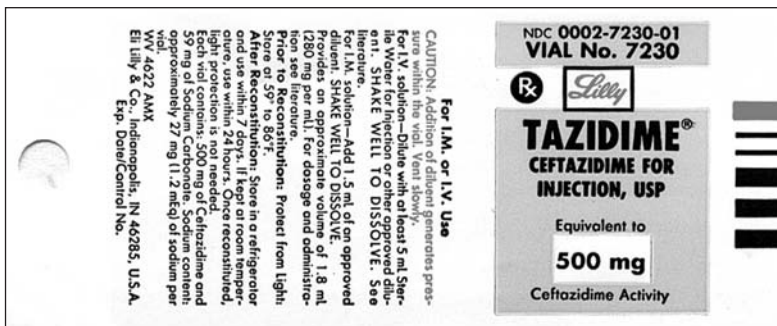 For I.M. or I.V. Use
CAUTION: Addition of diluent generates pres-
sure within the vial. Vent slowly.
For I.V. solution—Dilute with at least 5 mL Ster-
ile Water for Injection or other approved dilu-
ent. SHAKE WELL TO DISSOLVE. See
literature.
For I.M. solution—Add 1.5 mL of an approved
diluent. SHAKE WELL TO DISSOLVE.
Provides an approximate volume of 1.8 mL
(280 mg per mL). For dosage and administra-
tion see literature.
Prior to Reconstitution: Protect from Light:
Store at 59° to 86°F.
After Reconstitution: Store in a refrigerator
and use within 7 days. If kept at room temper-
ature, use within 24 hours. Once reconstituted,
light protection is not needed.
Each vial contains: 500 mg of Ceftazidime and
59 mg of Sodium Carbonate. Sodium content:
approximately 27 mg (1.2 mEq) of sodium per
vial.
WV 4622 AMX
Eli Lilly & Co., Indianapolis, IN 46285, U.S.A.
Exp. Date/Control No.
NDC 0002-7230-01
VIAL No. 7230
Rx
Lilly
TAZIDIME®
CEFTAZIDIME FOR
INJECTION, USP
Equivalent to
500 mg
Ceftazidime Activity